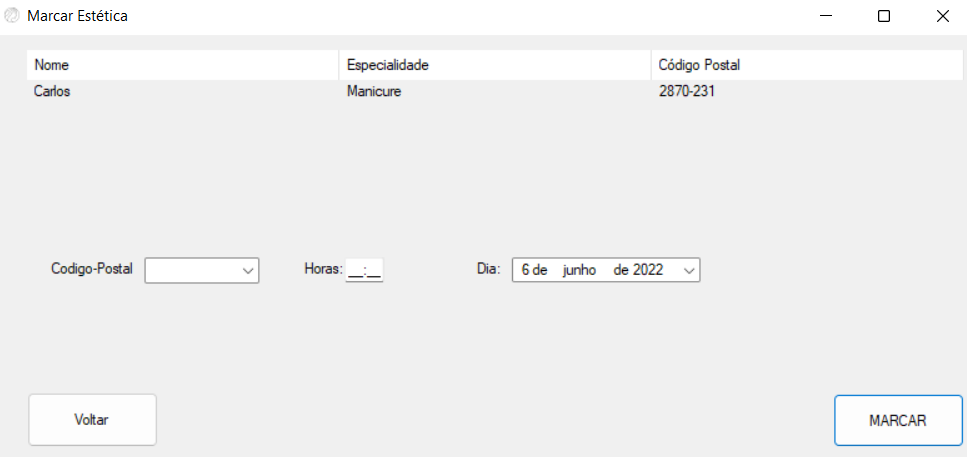 Marcar Estética
Nome Especialidade Código Postal
Carlos Manicure 2870-231
Codigo-Postal Horas: __:__ Dia: 6 de junho de 2022
Voltar MARCAR